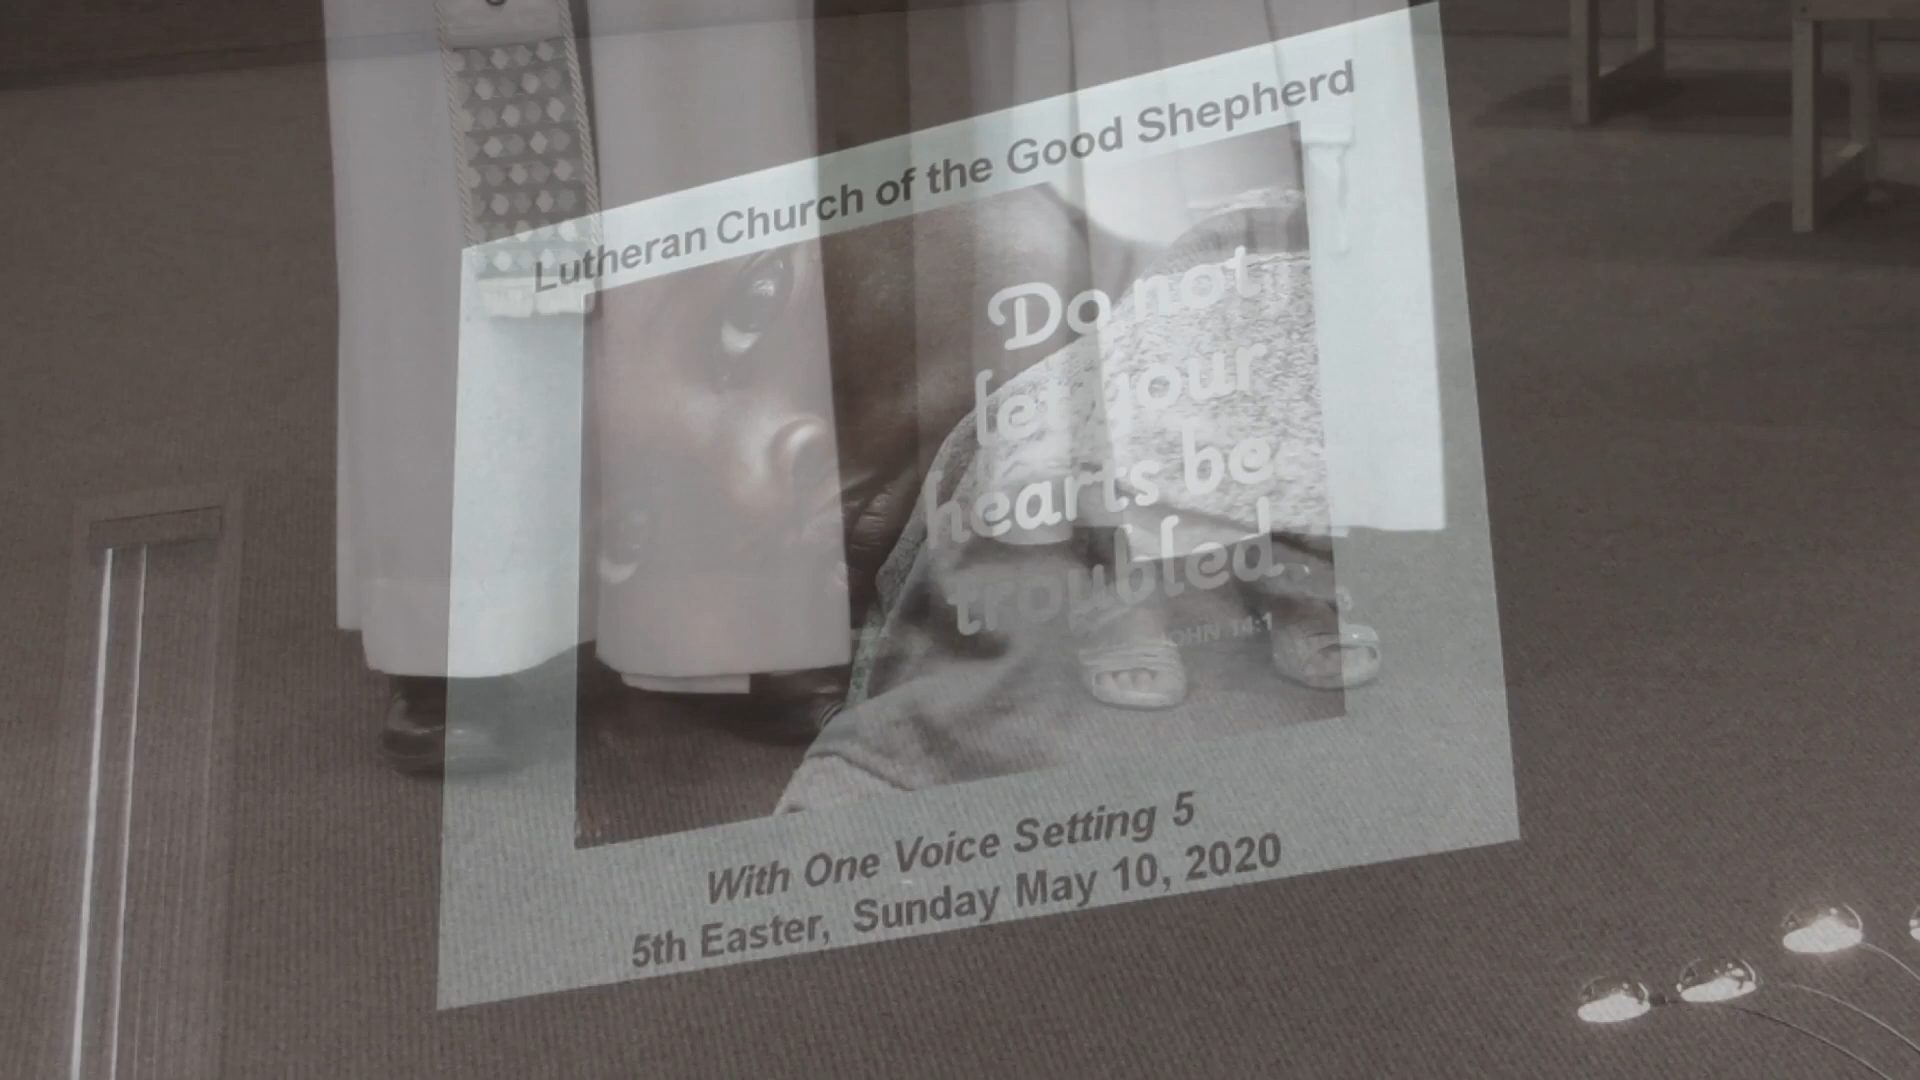 Lutheran Church of the Good Shepherd
Do not
let your
hearts be
troubled.
JOHN 14:1
With One Voice Setting 5
5th Easter, Sunday May 10, 2020